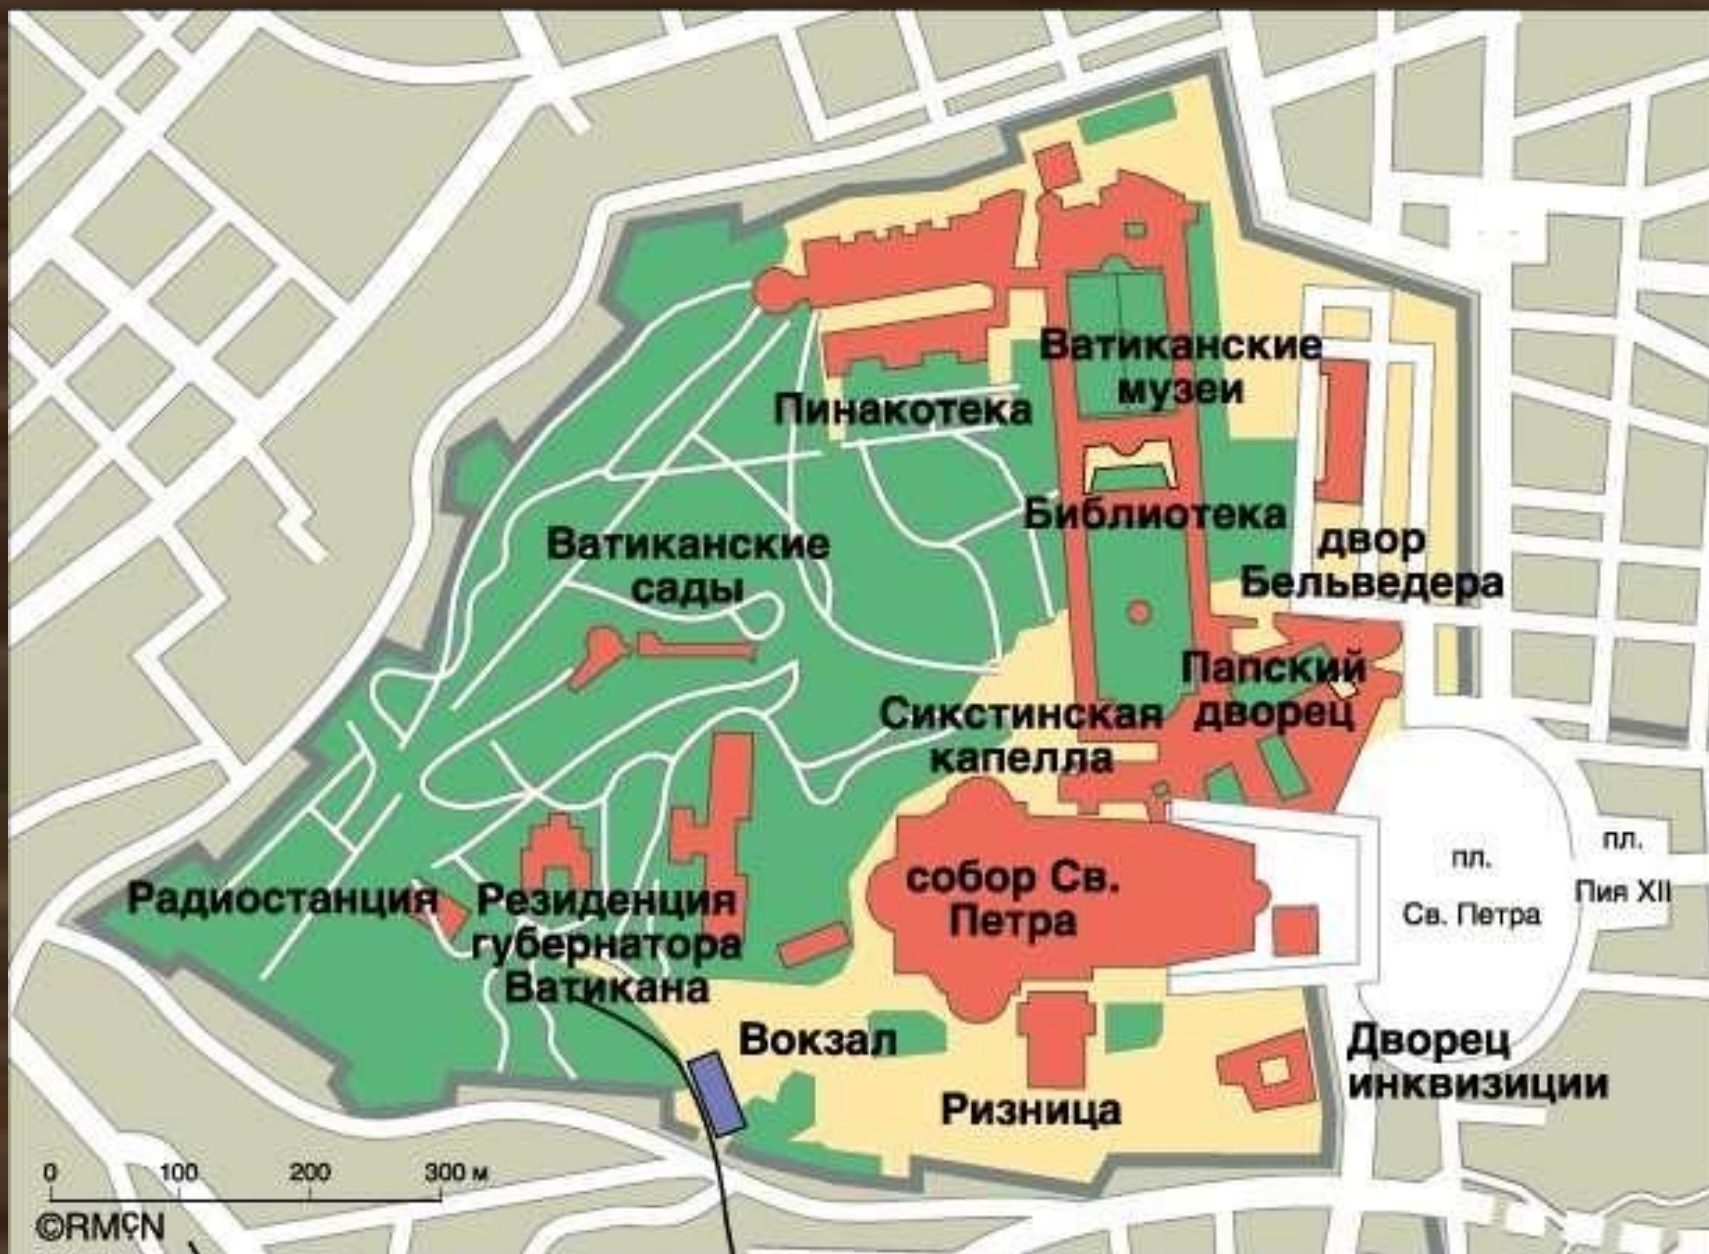 Ватиканские
музеи
Пинакотека
Библиотека
Ватиканские
сады
двор
Бельведера
Папский
дворец
Сикстинская
капелла
пл.
Пия XII
пл.
Св. Петра
собор Св.
Петра
Радиостанция
Резиденция
губернатора
Ватикана
Вокзал
Дворец
инквизиции
Ризница
0 100 200 300 м
©RMCN